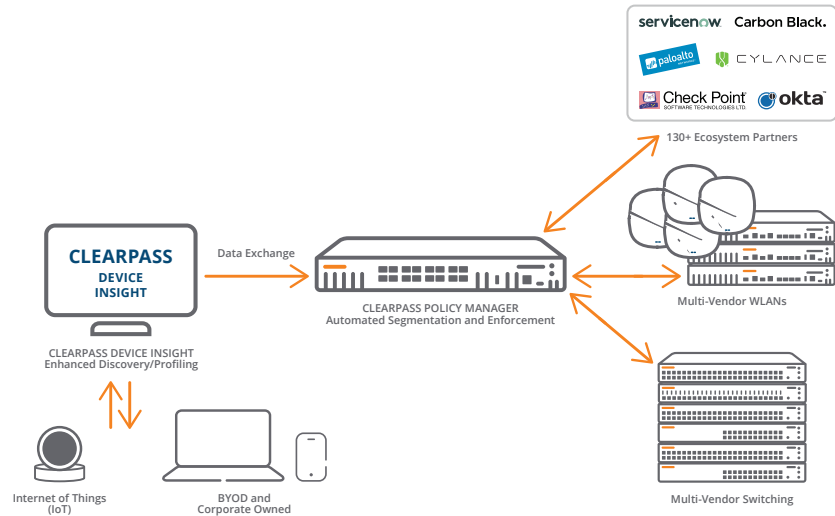 servicenow. Carbon Black.
paloalto
CYLANCE
Check Point
SOFTWARE TECHNOLOGIES LTD.
okta
130+ Ecosystem Partners
CLEARPASS
DEVICE
INSIGHT
Data Exchange
CLEARPASS POLICY MANAGER
Automated Segmentation and Enforcement
Multi-Vendor WLANs
CLEARPASS DEVICE INSIGHT
Enhanced Discovery/Profiling
Internet of Things
(IoT)
BYOD and
Corporate Owned
Multi-Vendor Switching